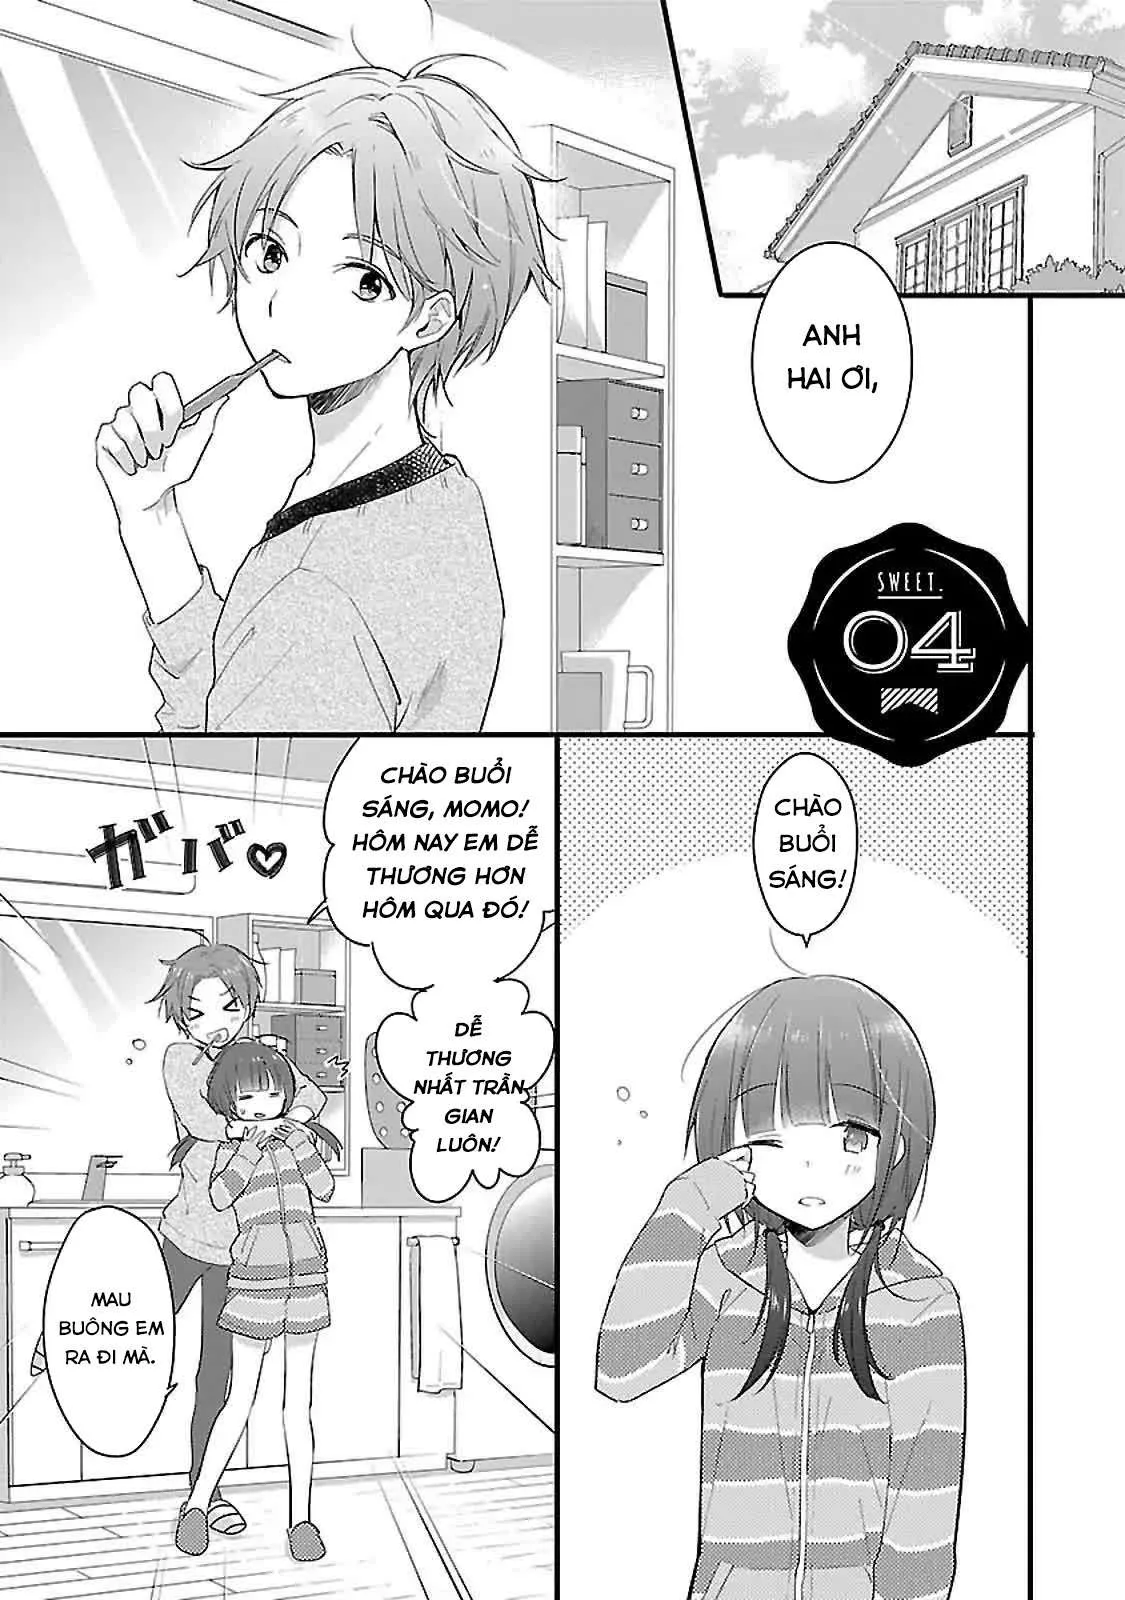 ANH
HAI ƠI,
SWEET.
04
CHÀO
BUỔI
SÁNG!
CHÀO BUỔI
SÁNG, MOMO!
HÔM NAY EM DỄ
THƯƠNG HƠN
HÔM QUA ĐÓ!
ガバ♡
DỄ
THƯƠNG
NHẤT TRẦN
GIAN
LUÔN!
MAU
BUÔNG EM
RA ĐI MÀ.